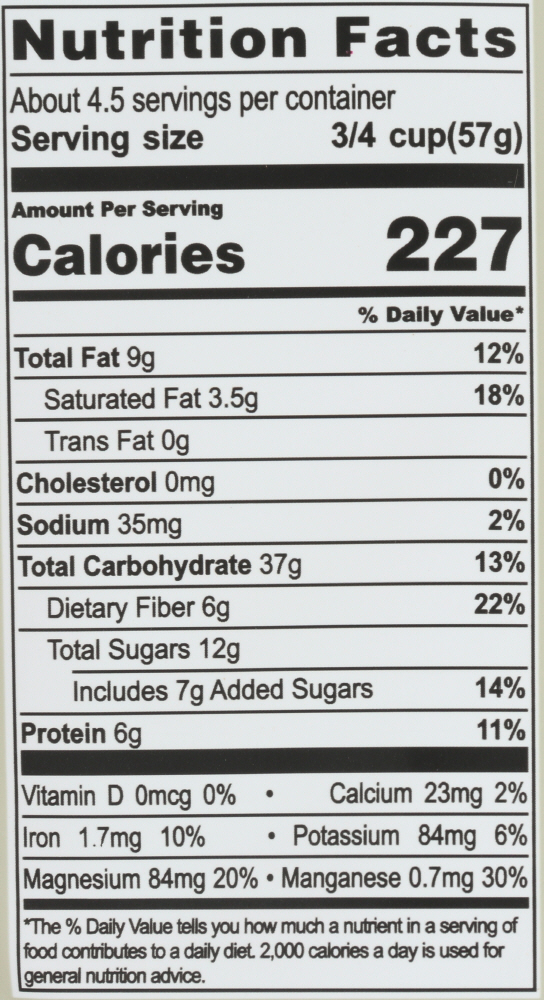 Nutrition Facts
About 4.5 servings per container
Serving size 3/4 cup(57g)
Amount Per Serving
Calories 227
% Daily Value*
Total Fat 9g 12%
Saturated Fat 3.5g 18%
Trans Fat 0g
Cholesterol 0mg 0%
Sodium 35mg 2%
Total Carbohydrate 37g 13%
Dietary Fiber 6g 22%
Total Sugars 12g
Includes 7g Added Sugars 14%
Protein 6g 11%
Vitamin D 0mcg 0% • Calcium 23mg 2%
Iron 1.7mg 10% • Potassium 84mg 6%
Magnesium 84mg 20% • Manganese 0.7mg 30%
*The % Daily Value tells you how much a nutrient in a serving of
food contributes to a daily diet. 2,000 calories a day is used for
general nutrition advice.